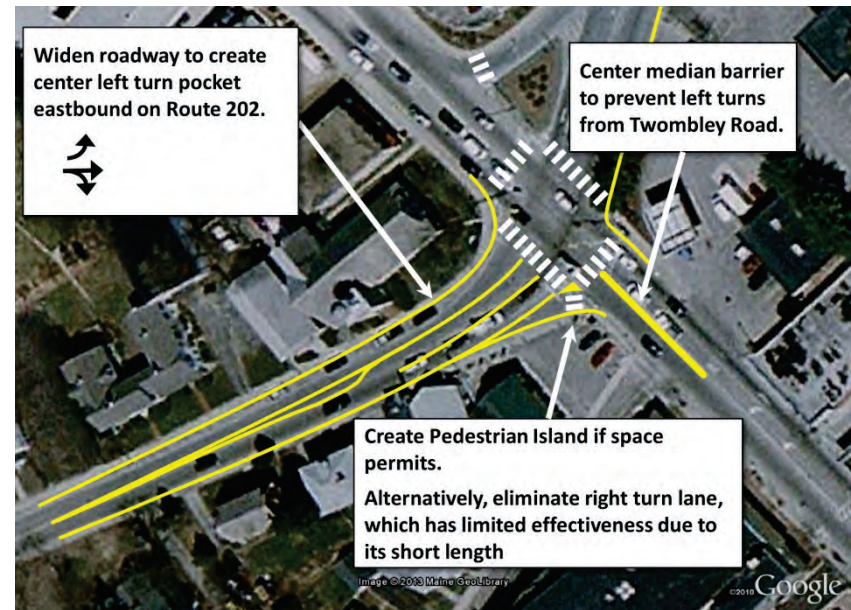 Widen roadway to create
center left turn pocket
eastbound on Route 202.
Center median barrier
to prevent left turns
from Twombley Road.
Create Pedestrian Island if space
permits.
Alternatively, eliminate right turn lane,
which has limited effectiveness due to
its short length
Image © 2013 Maine GeoLibrary
©2010 Google